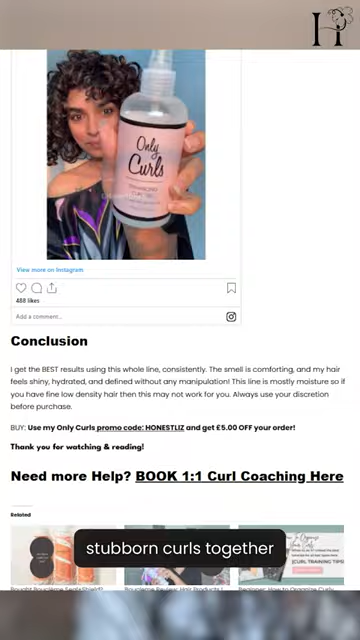 H
Only
Curls
View more on Instagram
488 likes
Add a comment...
Conclusion
I get the BEST results using this whole line, consistently. The smell is comforting, and my hair
feels shiny, hydrated, and defined without any manipulation! This line is mostly moisture so if
you have fine low density hair then this may not work for you. Always use your discretion
before purchase.
BUY: Use my Only Curls promo code: HONESTLIZ and get £5.00 OFF your order!
Thank you for watching & reading!
Need more Help? BOOK 1:1 Curl Coaching Here
Related
stubborn curls together
(CURL TRAINING TIPS)